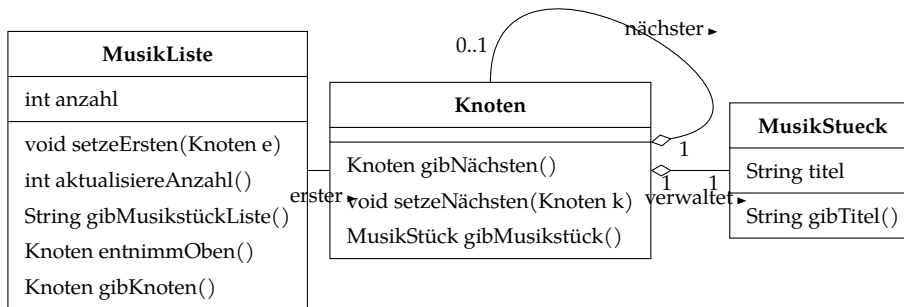 MusikListe
int anzahl
void setzeErsten(Knoten e)
int aktualisiereAnzahl()
String gibMusikstückListe()
Knoten entnimmOben()
Knoten gibKnoten()
erster
Knoten
Knoten gibNächsten()
void setzeNächsten(Knoten k)
MusikStück gibMusikstück()
0..1
nächster
1
1
1
verwaltet
MusikStueck
String titel
String gibTitel()